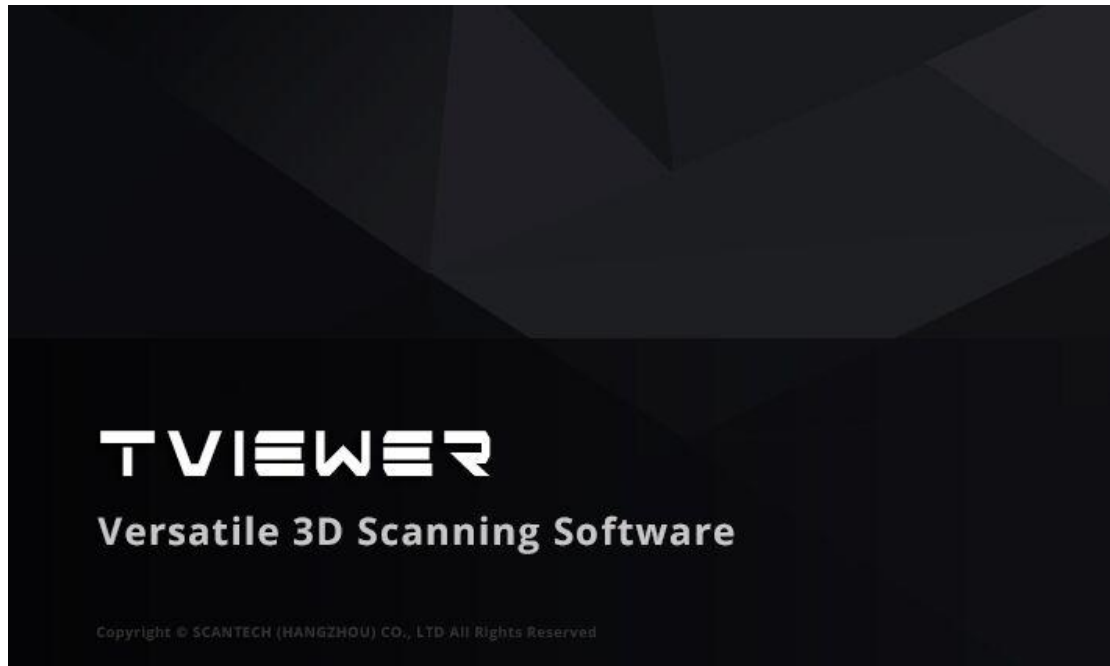 TVIEWER
Versatile 3D Scanning Software
Copyright © SCANTECH (HANGZHOU) CO., LTD All Rights Reserved